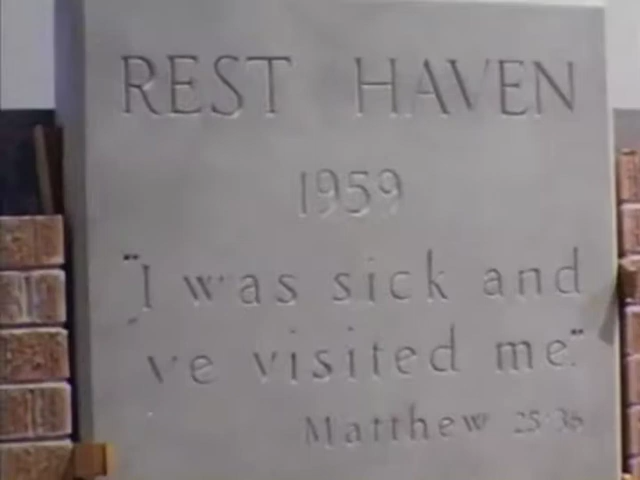 REST HAVEN
1959
"I was sick and
ye visited me."
Matthew 25:36